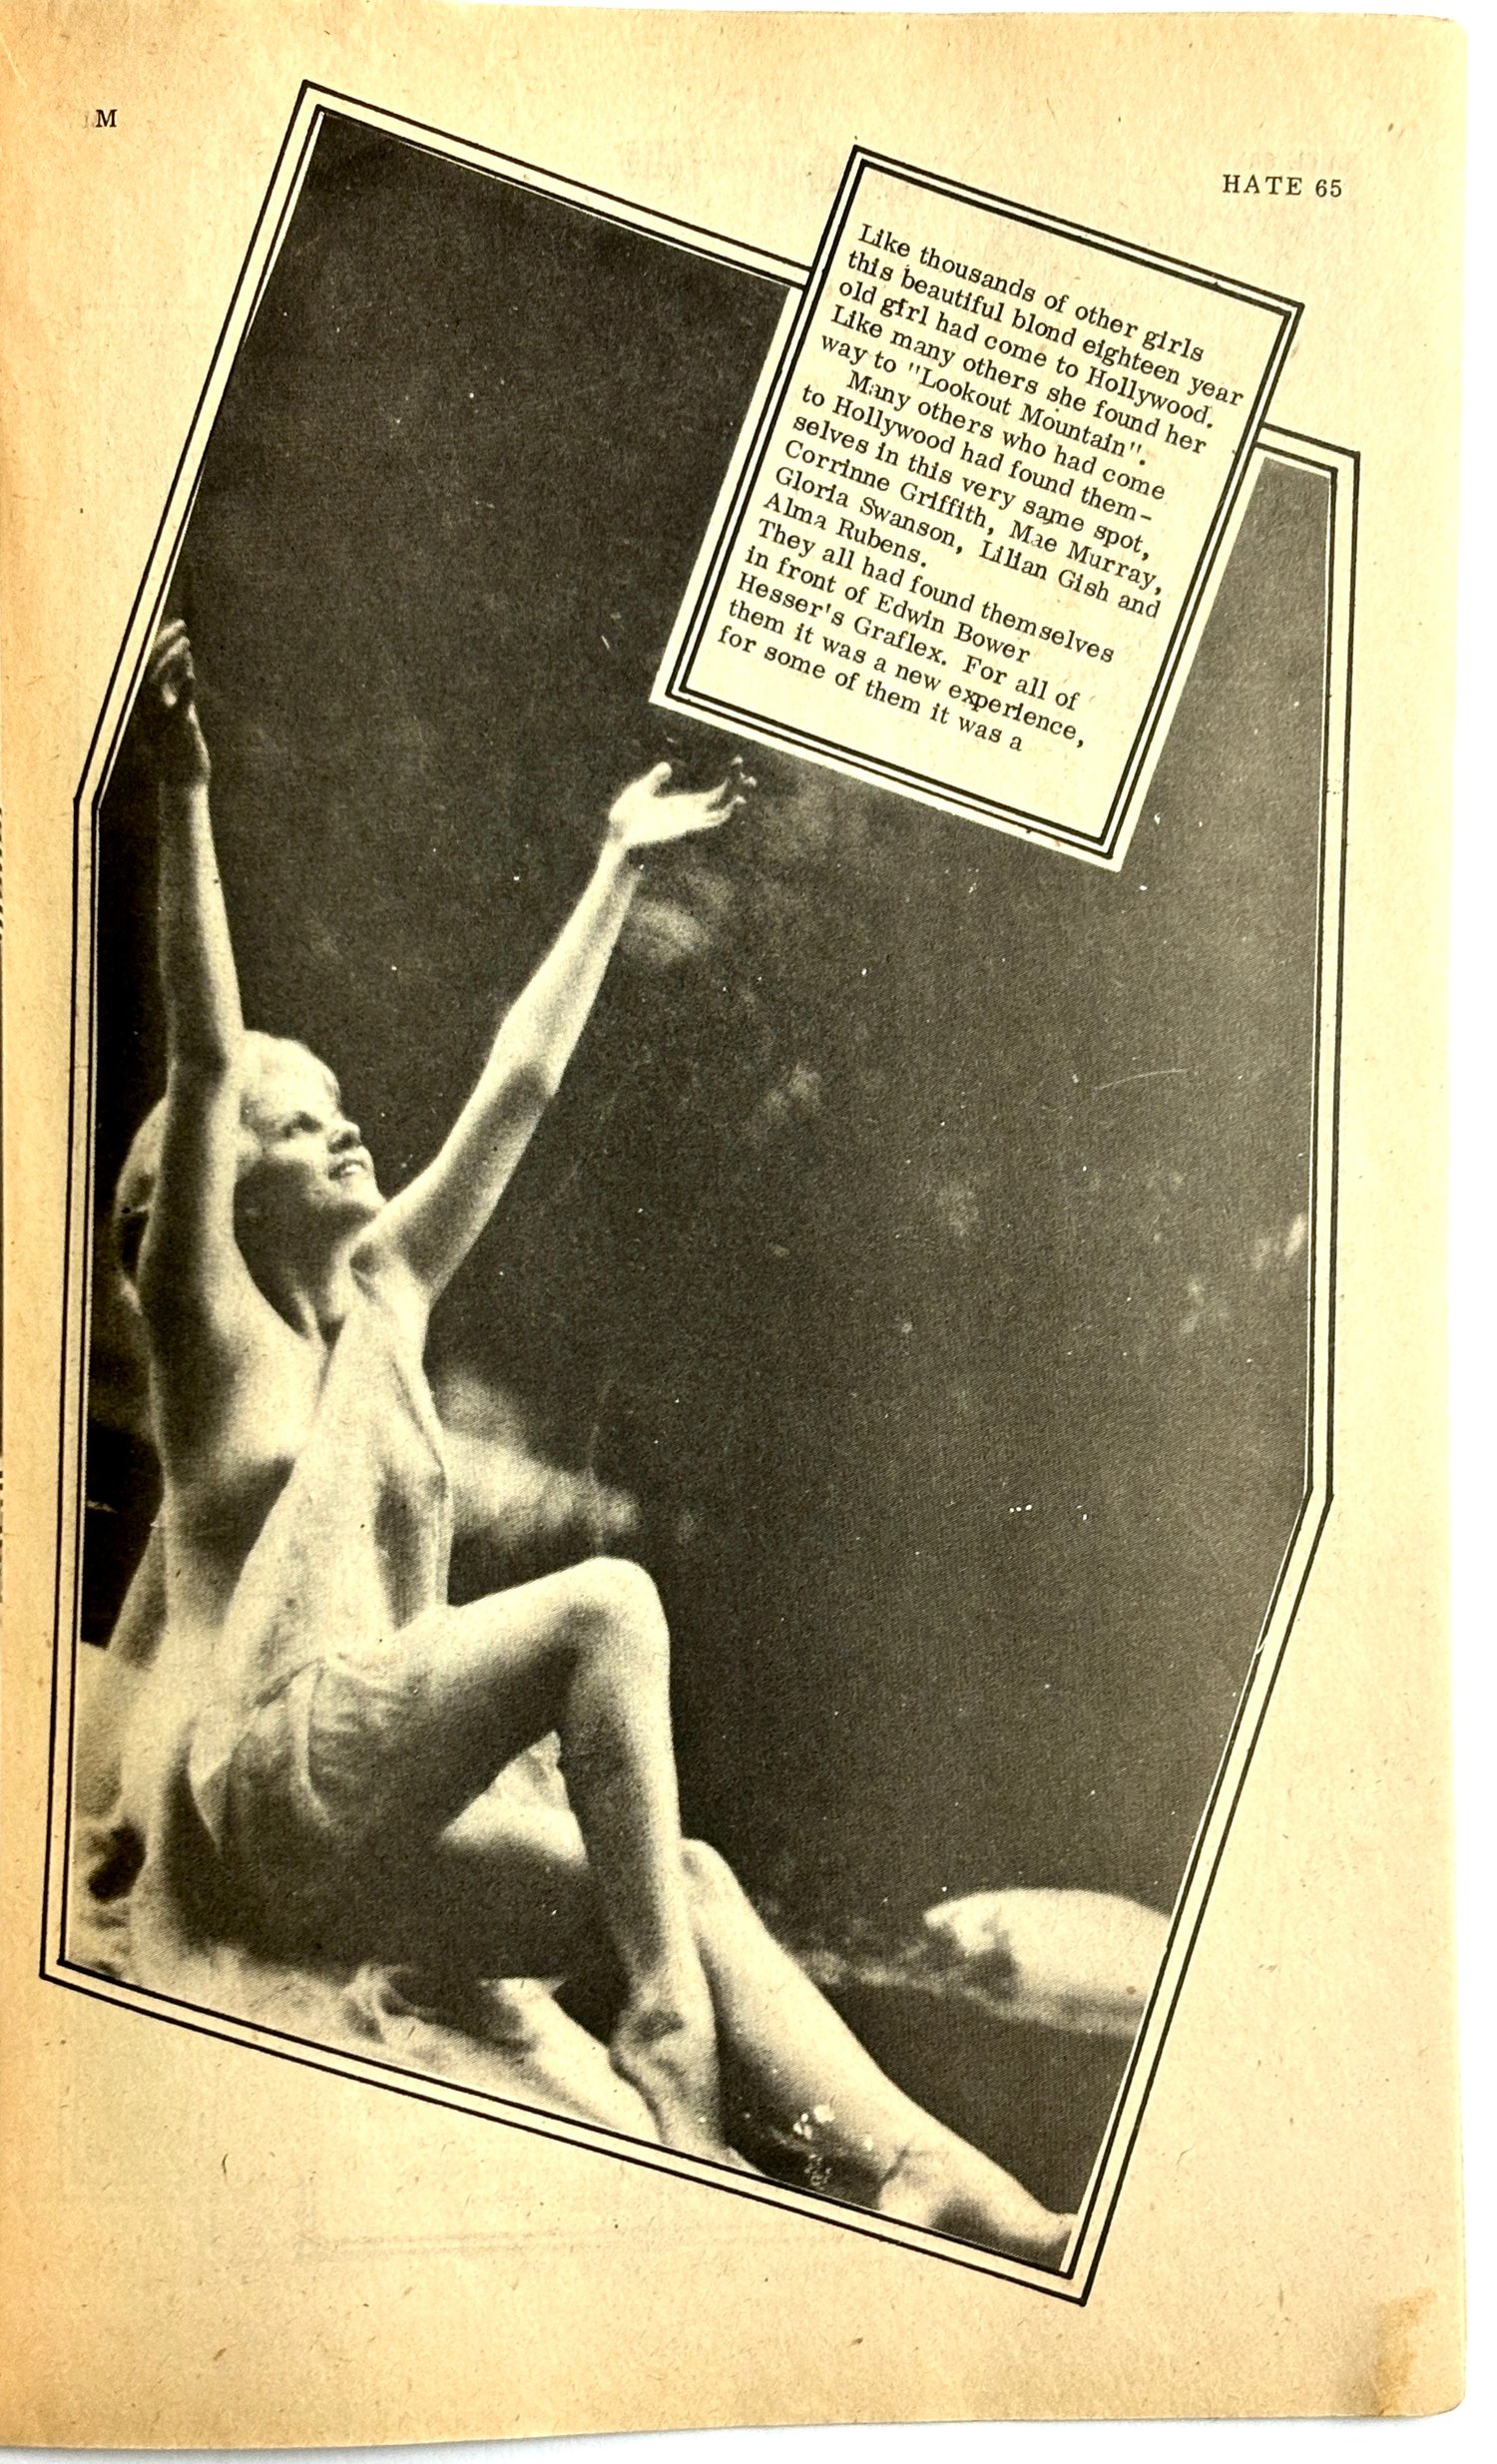 M
HATE 65
Like thousands of other girls
this beautiful blond eighteen year
old girl had come to Hollywood.
Like many others she found her
way to "Lookout Mountain".
Many others who had come
to Hollywood had found them-
selves in this very same spot,
Corrinne Griffith, Mae Murray,
Gloria Swanson, Lilian Gish and
Alma Rubens.
They all had found themselves
in front of Edwin Bower
Hesser's Graflex. For all of
them it was a new experience,
for some of them it was a